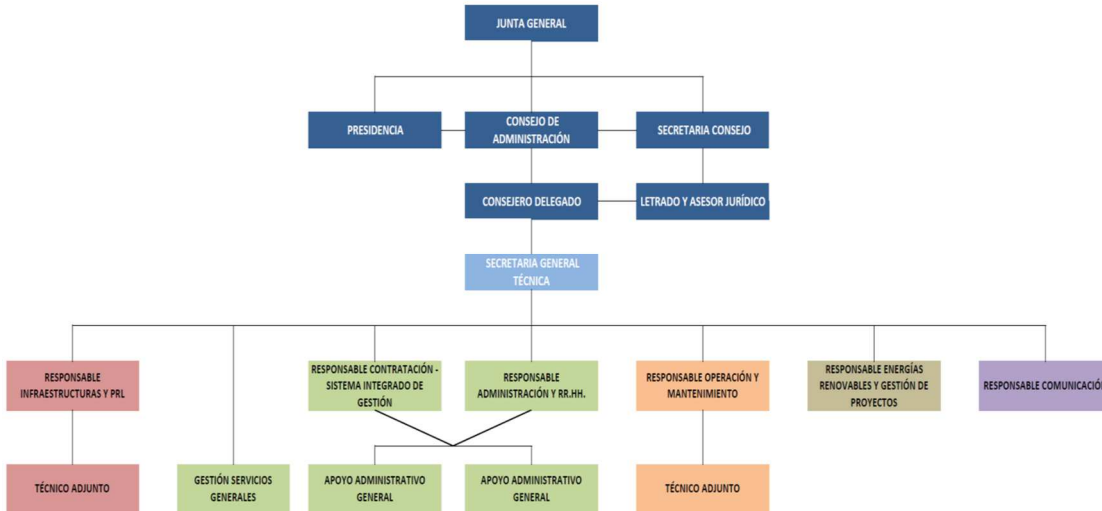 JUNTA GENERAL
PRESIDENCIA
CONSEJO DE
ADMINISTRACIÓN
SECRETARIA CONSEJO
CONSEJERO DELEGADO
LETRADO Y ASESOR JURÍDICO
SECRETARIA GENERAL
TÉCNICA
RESPONSABLE
INFRAESTRUCTURAS Y PRL
RESPONSABLE CONTRATACIÓN -
SISTEMA INTEGRADO DE
GESTIÓN
RESPONSABLE
ADMINISTRACIÓN Y RR.HH.
RESPONSABLE OPERACIÓN Y
MANTENIMIENTO
RESPONSABLE ENERGÍAS
RENOVABLES Y GESTIÓN DE
PROYECTOS
RESPONSABLE COMUNICACIÓN
TÉCNICO ADJUNTO
GESTIÓN SERVICIOS
GENERALES
APOYO ADMINISTRATIVO
GENERAL
APOYO ADMINISTRATIVO
GENERAL
TÉCNICO ADJUNTO